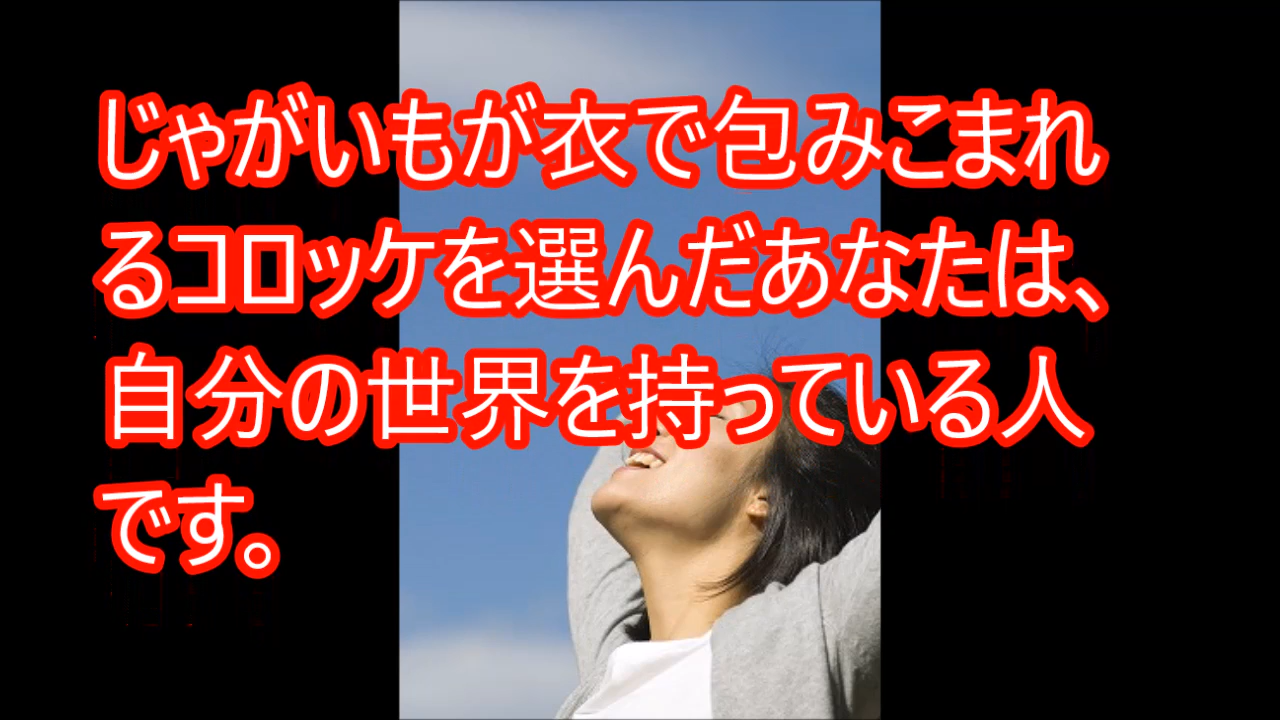 じゃがいもが衣で包みこまれ
るコロッケを選んだあなたは、
自分の世界を持っている人
です。